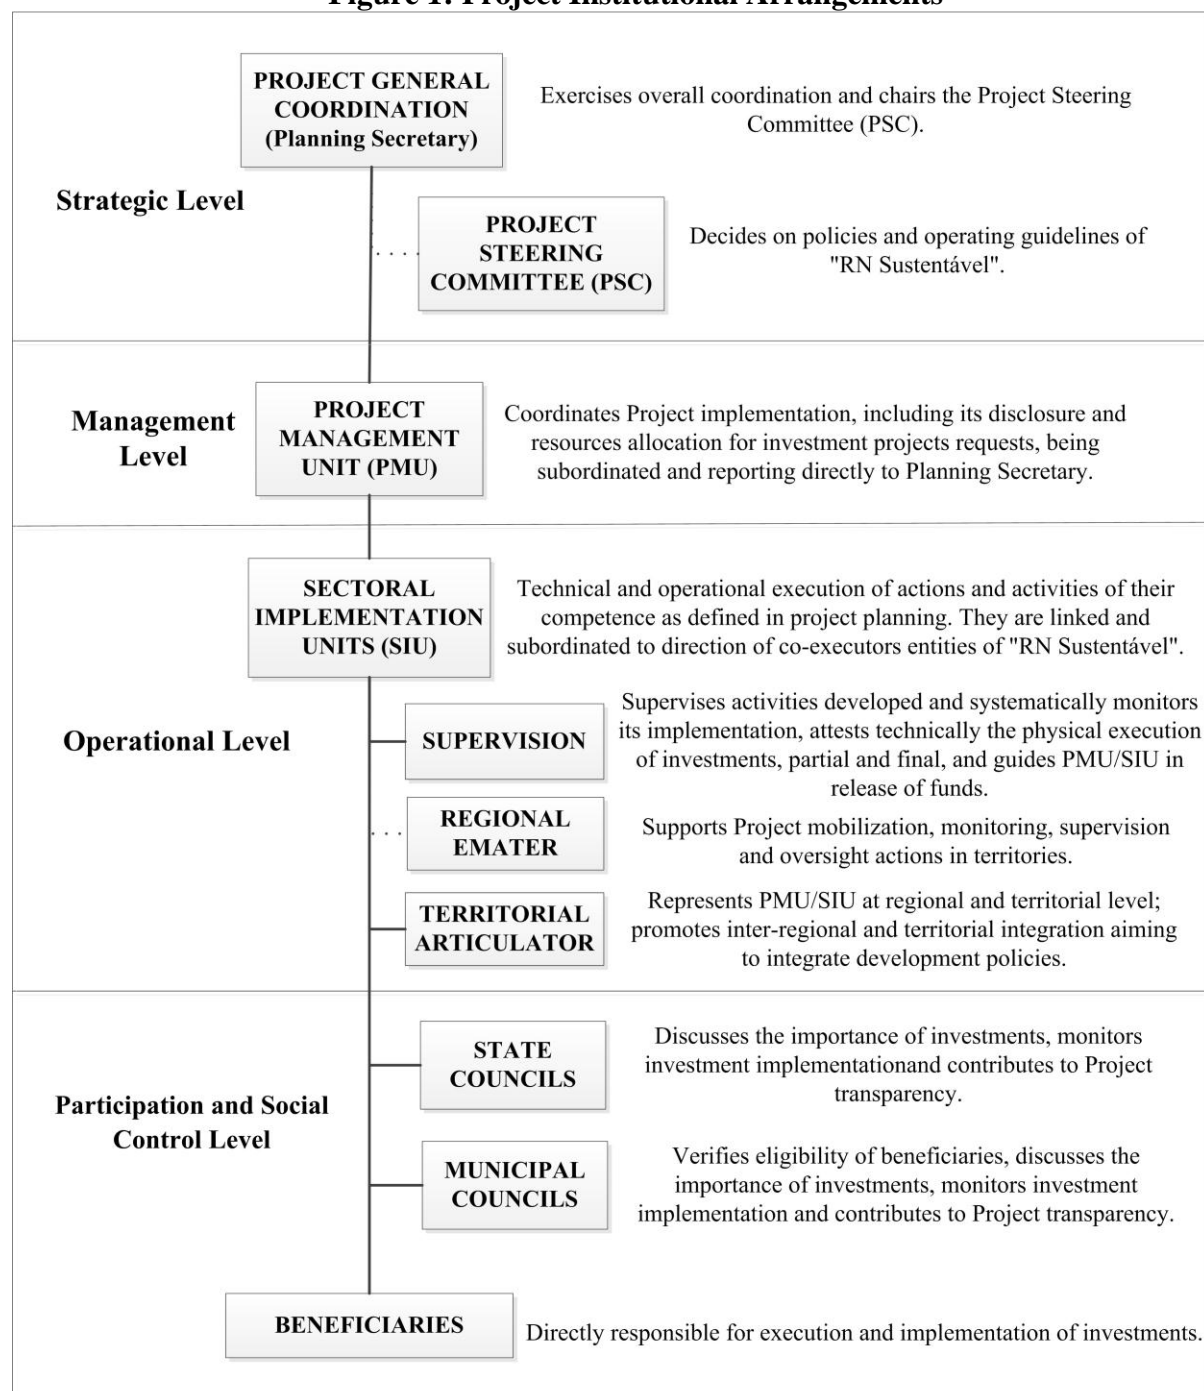 Figure 1: Project Institutional Arrangements
PROJECT GENERAL
COORDINATION
(Planning Secretary)
Exercises overall coordination and chairs the Project Steering
Committee (PSC).
Strategic Level
PROJECT
STEERING
COMMITTEE (PSC)
Decides on policies and operating guidelines of
"RN Sustentável".
Management
Level
PROJECT
MANAGEMENT
UNIT (PMU)
Coordinates Project implementation, including its disclosure and
resources allocation for investment projects requests, being
subordinated and reporting directly to Planning Secretary.
SECTORAL
IMPLEMENTATION
UNITS (SIU)
Technical and operational execution of actions and activities of their
competence as defined in project planning. They are linked and
subordinated to direction of co-executors entities of "RN Sustentável".
Operational Level
SUPERVISION
Supervises activities developed and systematically monitors
its implementation, attests technically the physical execution
of investments, partial and final, and guides PMU/SIU in
release of funds.
REGIONAL
EMATER
Supports Project mobilization, monitoring, supervision
and oversight actions in territories.
TERRITORIAL
ARTICULATOR
Represents PMU/SIU at regional and territorial level;
promotes inter-regional and territorial integration aiming
to integrate development policies.
Participation and Social
Control Level
STATE
COUNCILS
Discusses the importance of investments, monitors
investment implementationand contributes to Project
transparency.
MUNICIPAL
COUNCILS
Verifies eligibility of beneficiaries, discusses the
importance of investments, monitors investment
implementation and contributes to Project transparency.
BENEFICIARIES
Directly responsible for execution and implementation of investments.